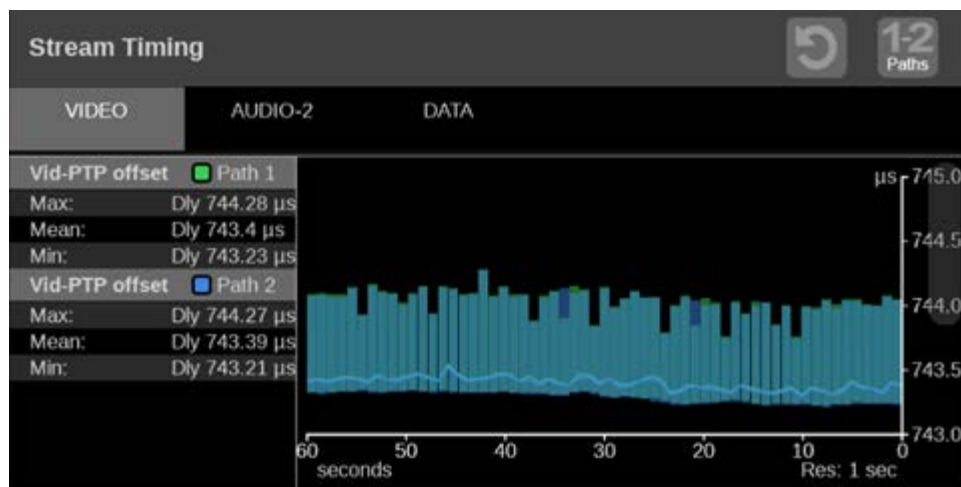 Stream Timing
1-2
Paths
VIDEO AUDIO-2 DATA
Vid-PTP offset Path 1
Max: Dly 744.28 µs
Mean: Dly 743.4 µs
Min: Dly 743.23 µs
Vid-PTP offset Path 2
Max: Dly 744.27 µs
Mean: Dly 743.39 µs
Min: Dly 743.21 µs
µs 745.0
744.5
744.0
743.5
743.0
60 50 40 30 20 10 0
seconds Res: 1 sec